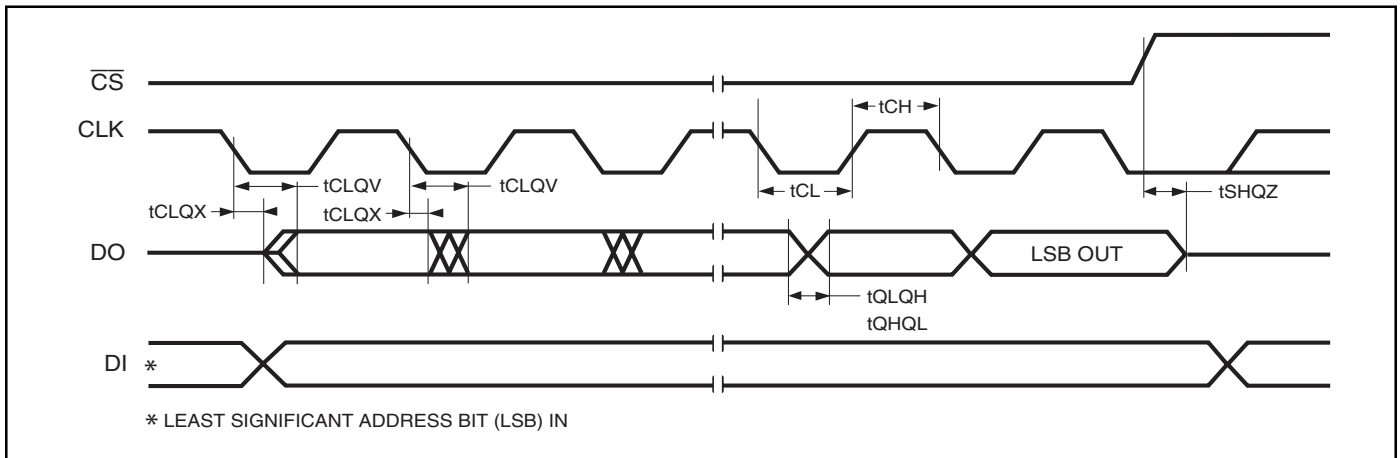 CS
CLK
tCH
tCLQV
tCLQV
tCL
tSHQZ
tCLQX
tCLQX
DO
LSB OUT
tQLQH
tQHQL
DI
*
* LEAST SIGNIFICANT ADDRESS BIT (LSB) IN